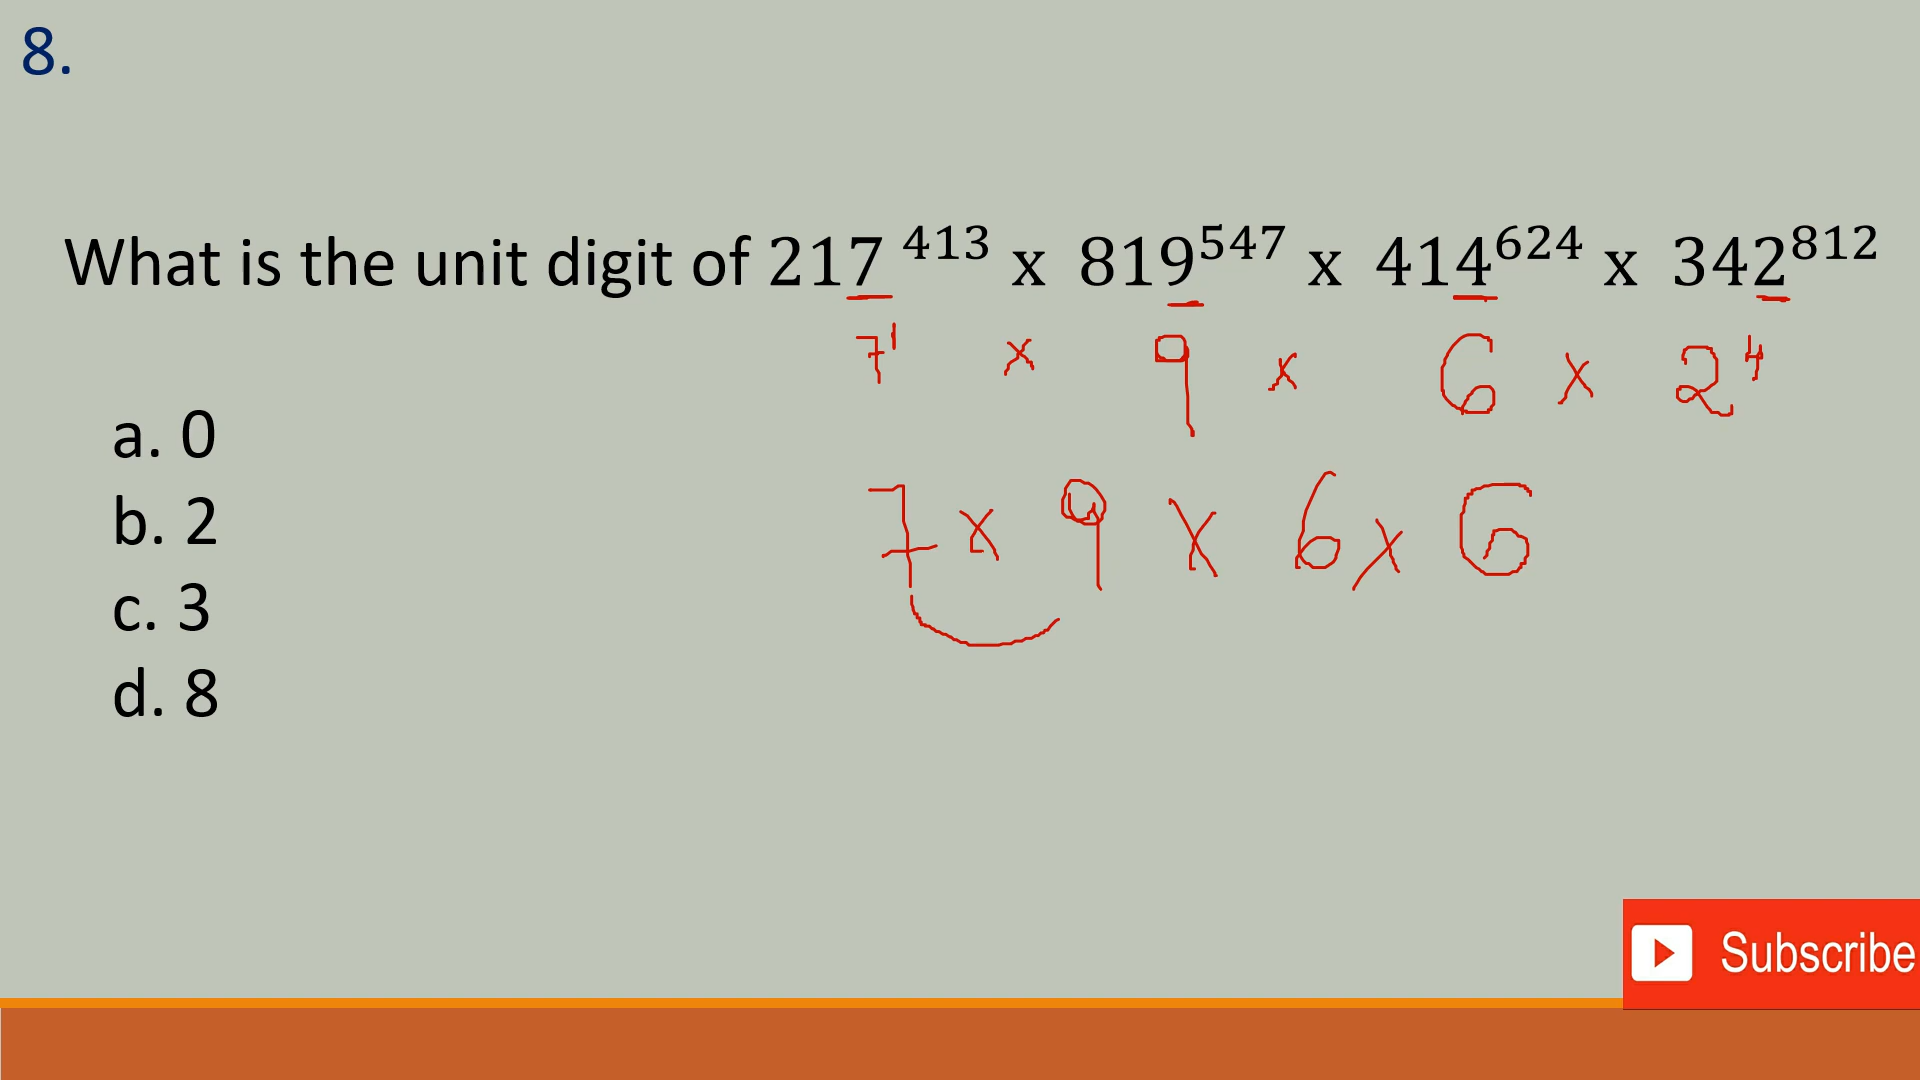 8.
What is the unit digit of 217⁴¹³ x 819⁵⁴⁷ x 414⁶²⁴ x 342⁸¹²
7¹ x 9 x 6 x 2⁴
a. 0
b. 2
7 x 9 x 6 x 6
c. 3
d. 8
Subscribe